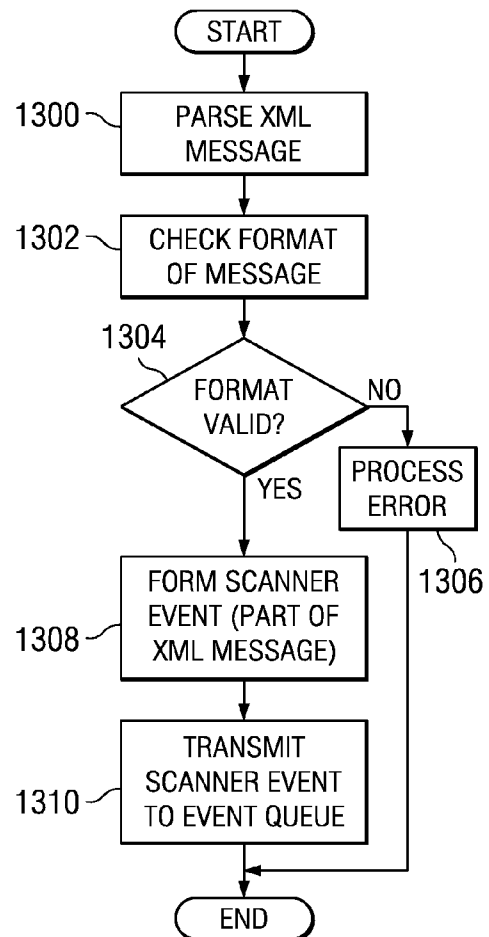 START
1300
PARSE XML
MESSAGE
1302
CHECK FORMAT
OF MESSAGE
1304
FORMAT
VALID?
NO
YES
PROCESS
ERROR
1306
1308
FORM SCANNER
EVENT (PART OF
XML MESSAGE)
1310
TRANSMIT
SCANNER EVENT
TO EVENT QUEUE
END